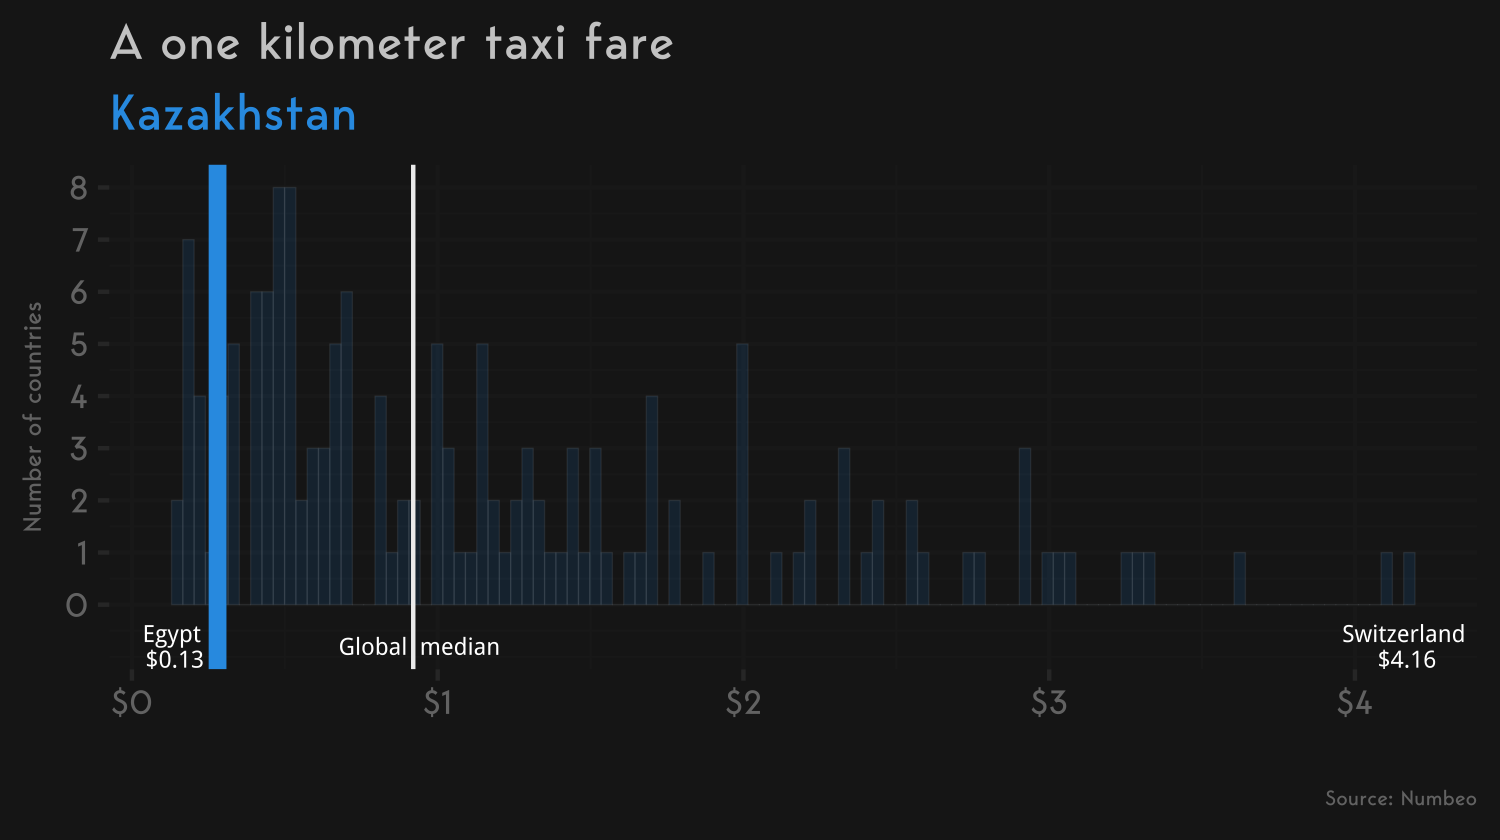 A one kilometer taxi fare
Kazakhstan
Number of countries
8
7
6
5
4
3
2
1
0
Egypt
$0.13
Global median
Switzerland
$4.16
$0 $1 $2 $3 $4
Source: Numbeo